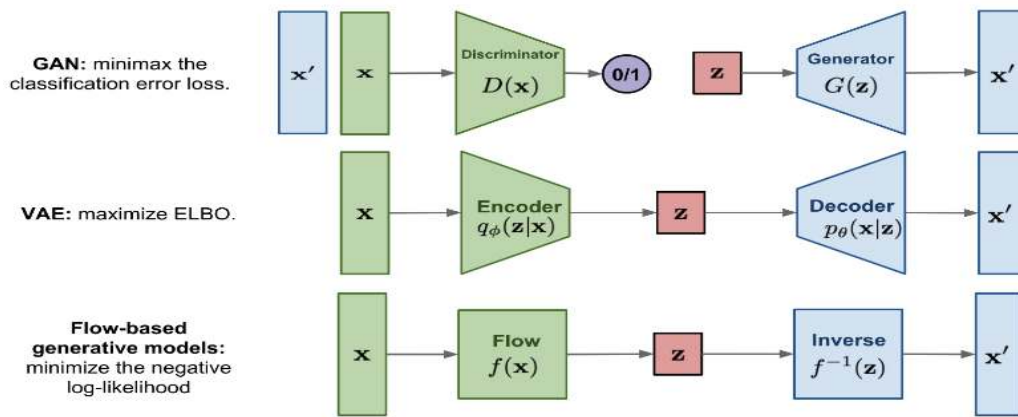 GAN: minimax the
classification error loss.
x′
x
Discriminator
D(x)
0/1
z
Generator
G(z)
x′
VAE: maximize ELBO.
x
Encoder
qϕ(z|x)
z
Decoder
pθ(x|z)
x′
Flow-based
generative models:
minimize the negative
log-likelihood
x
Flow
f(x)
z
Inverse
f⁻¹(z)
x′